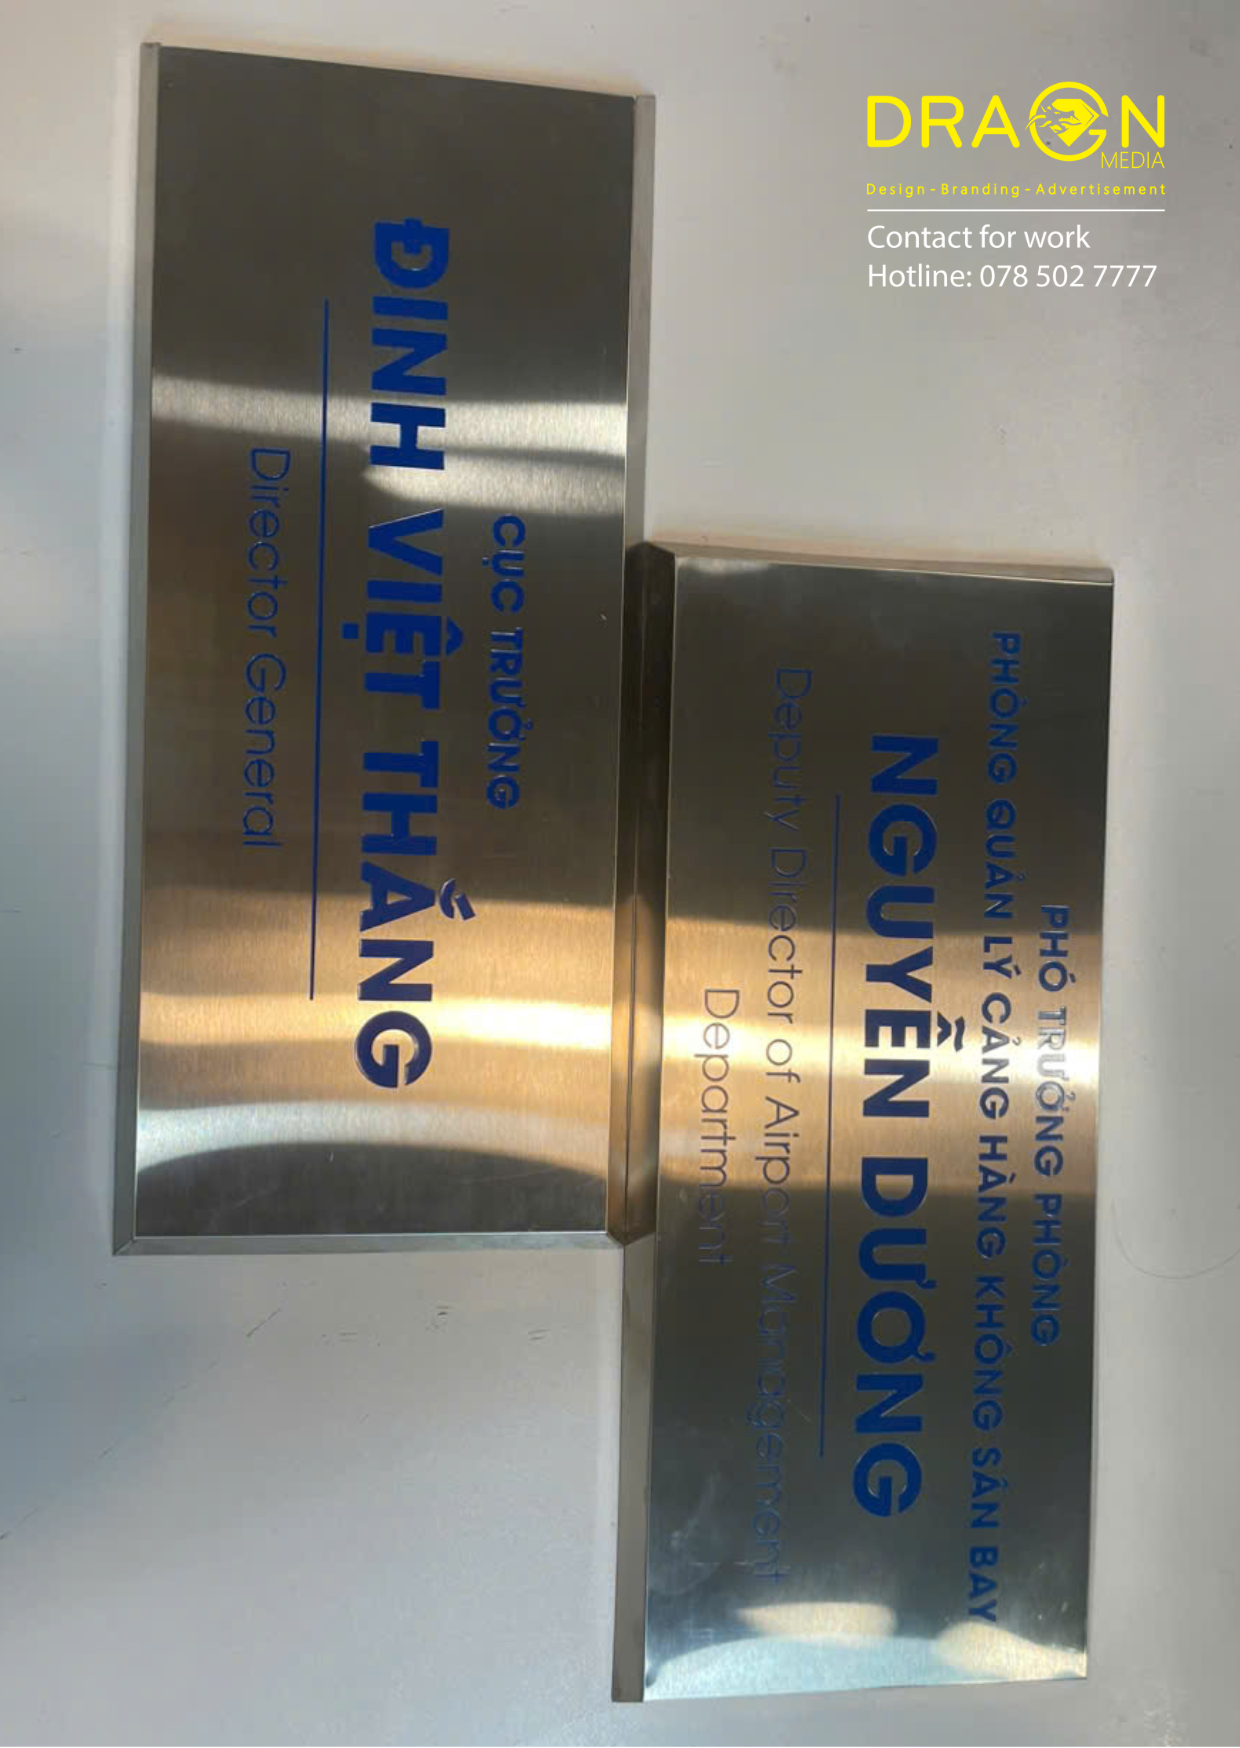 DRAGON
MEDIA
Design - Branding - Advertisement
Contact for work
Hotline: 078 502 7777
CỤC TRƯỞNG
ĐINH VIỆT THẮNG
Director General
PHÓ TRƯỞNG PHÒNG
PHÒNG QUẢN LÝ CẢNG HÀNG KHÔNG SÂN BAY
NGUYỄN DƯƠNG
Deputy Director of Airport Management
Department